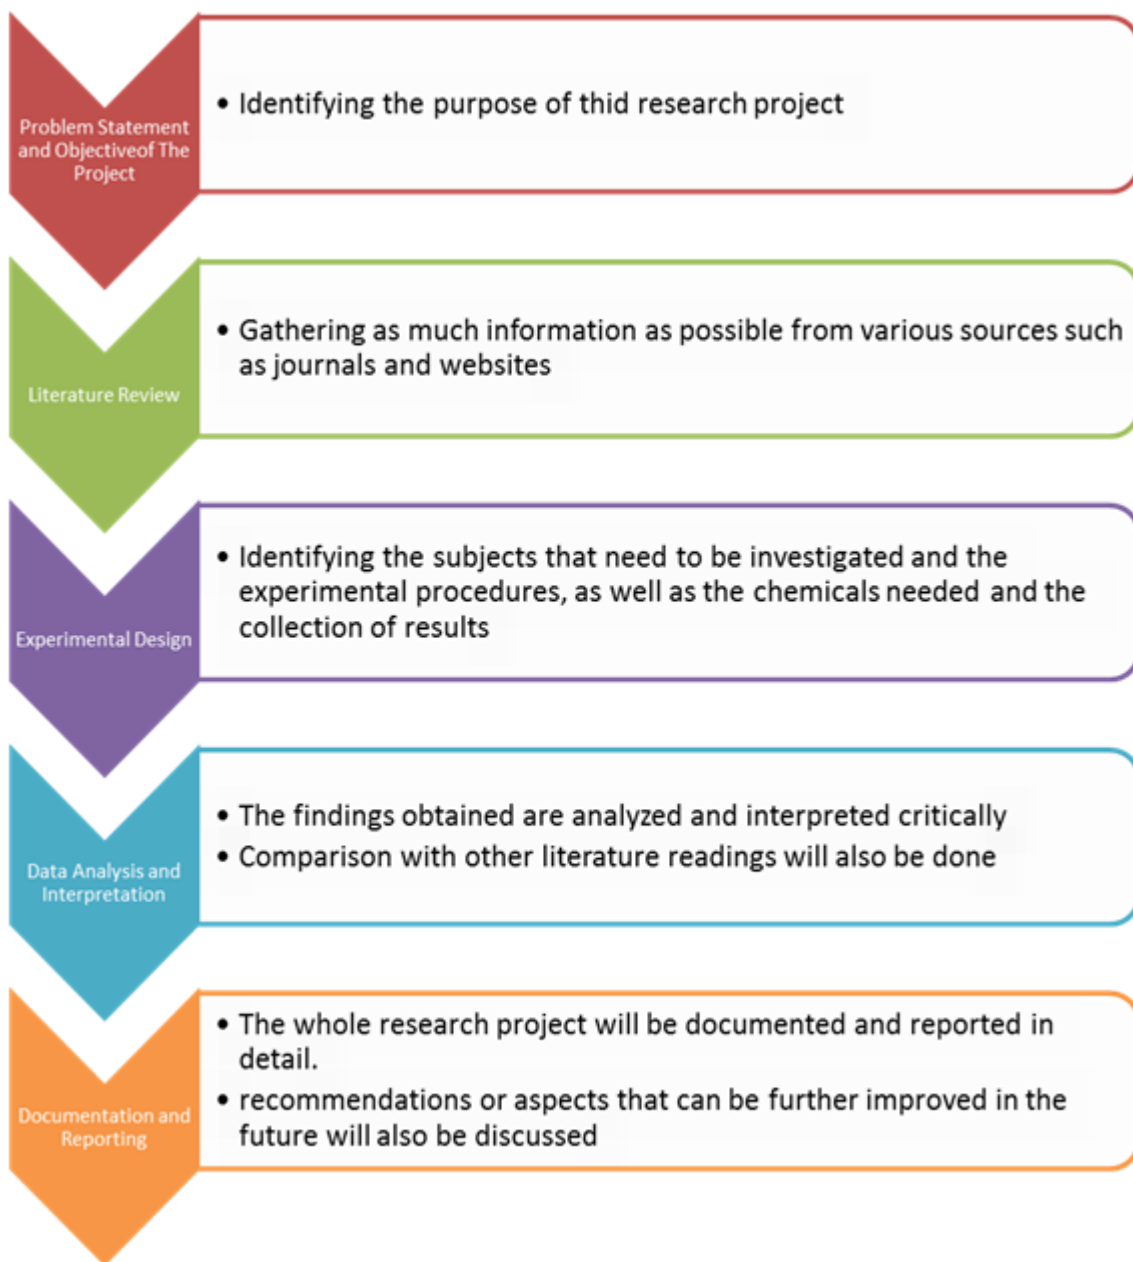 Problem Statement
and Objectiveof The
Project
• Identifying the purpose of thid research project
Literature Review
• Gathering as much information as possible from various sources such
as journals and websites
Experimental Design
• Identifying the subjects that need to be investigated and the
experimental procedures, as well as the chemicals needed and the
collection of results
Data Analysis and
Interpretation
• The findings obtained are analyzed and interpreted critically
• Comparison with other literature readings will also be done
Documentation and
Reporting
• The whole research project will be documented and reported in
detail.
• recommendations or aspects that can be further improved in the
future will also be discussed